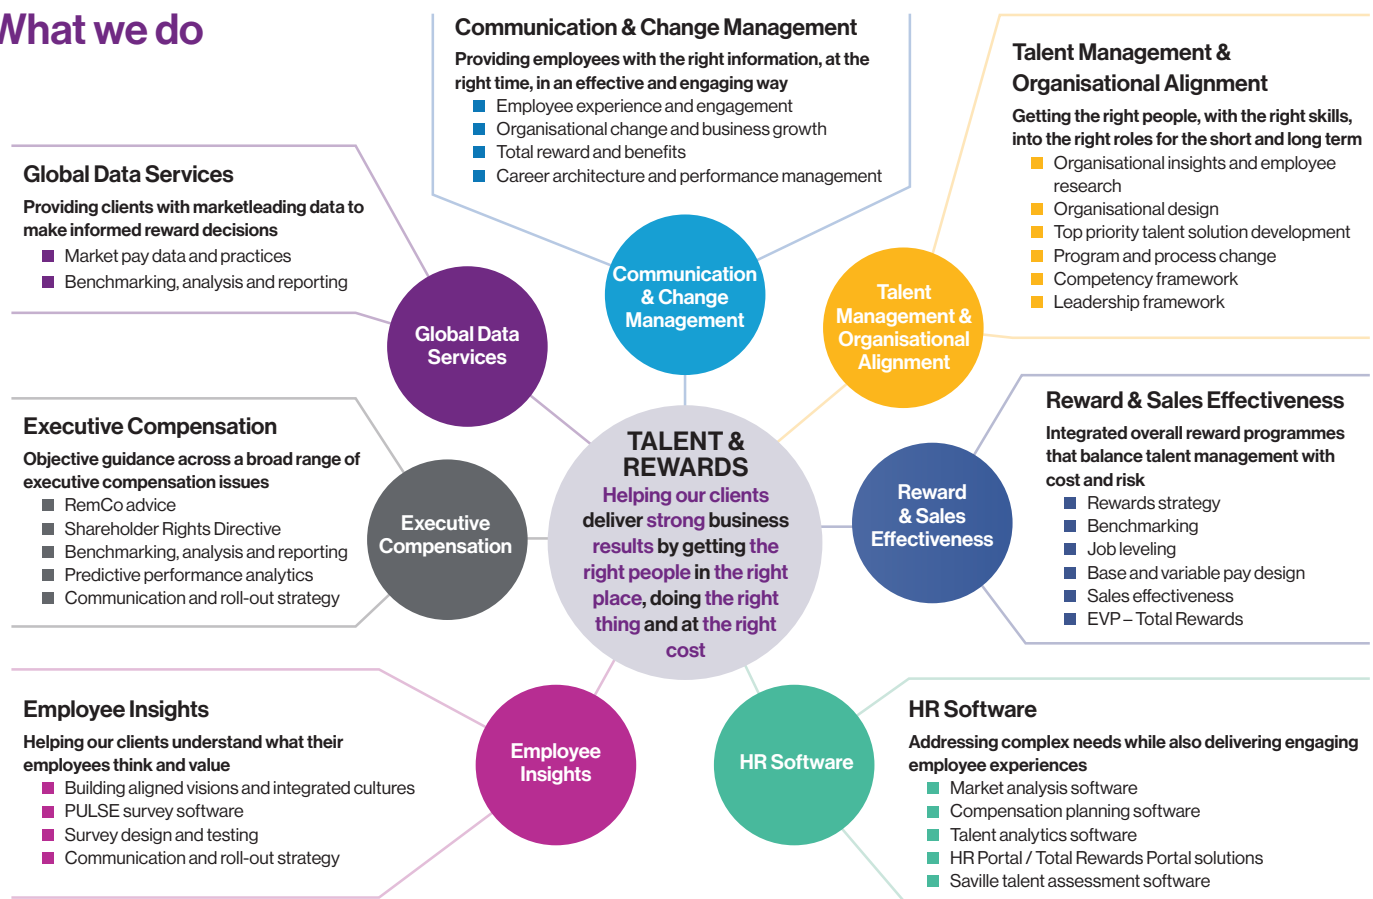 What we do
Communication & Change Management
Providing employees with the right information, at the
right time, in an effective and engaging way
Employee experience and engagement
Organisational change and business growth
Total reward and benefits
Career architecture and performance management
Talent Management &
Organisational Alignment
Getting the right people, with the right skills,
into the right roles for the short and long term
Organisational insights and employee
research
Organisational design
Top priority talent solution development
Program and process change
Competency framework
Leadership framework
Global Data Services
Providing clients with marketleading data to
make informed reward decisions
Market pay data and practices
Benchmarking, analysis and reporting
Communication
& Change
Management
Talent
Management &
Organisational
Alignment
Global Data
Services
Executive Compensation
Objective guidance across a broad range of
executive compensation issues
RemCo advice
Shareholder Rights Directive
Benchmarking, analysis and reporting
Predictive performance analytics
Communication and roll-out strategy
Executive
Compensation
TALENT &
REWARDS
Helping our clients
deliver strong business
results by getting the
right people in the right
place, doing the right
thing and at the right
cost
Reward
& Sales
Effectiveness
Reward & Sales Effectiveness
Integrated overall reward programmes
that balance talent management with
cost and risk
Rewards strategy
Benchmarking
Job leveling
Base and variable pay design
Sales effectiveness
EVP – Total Rewards
Employee Insights
Helping our clients understand what their
employees think and value
Building aligned visions and integrated cultures
PULSE survey software
Survey design and testing
Communication and roll-out strategy
Employee
Insights
HR Software
HR Software
Addressing complex needs while also delivering engaging
employee experiences
Market analysis software
Compensation planning software
Talent analytics software
HR Portal / Total Rewards Portal solutions
Saville talent assessment software